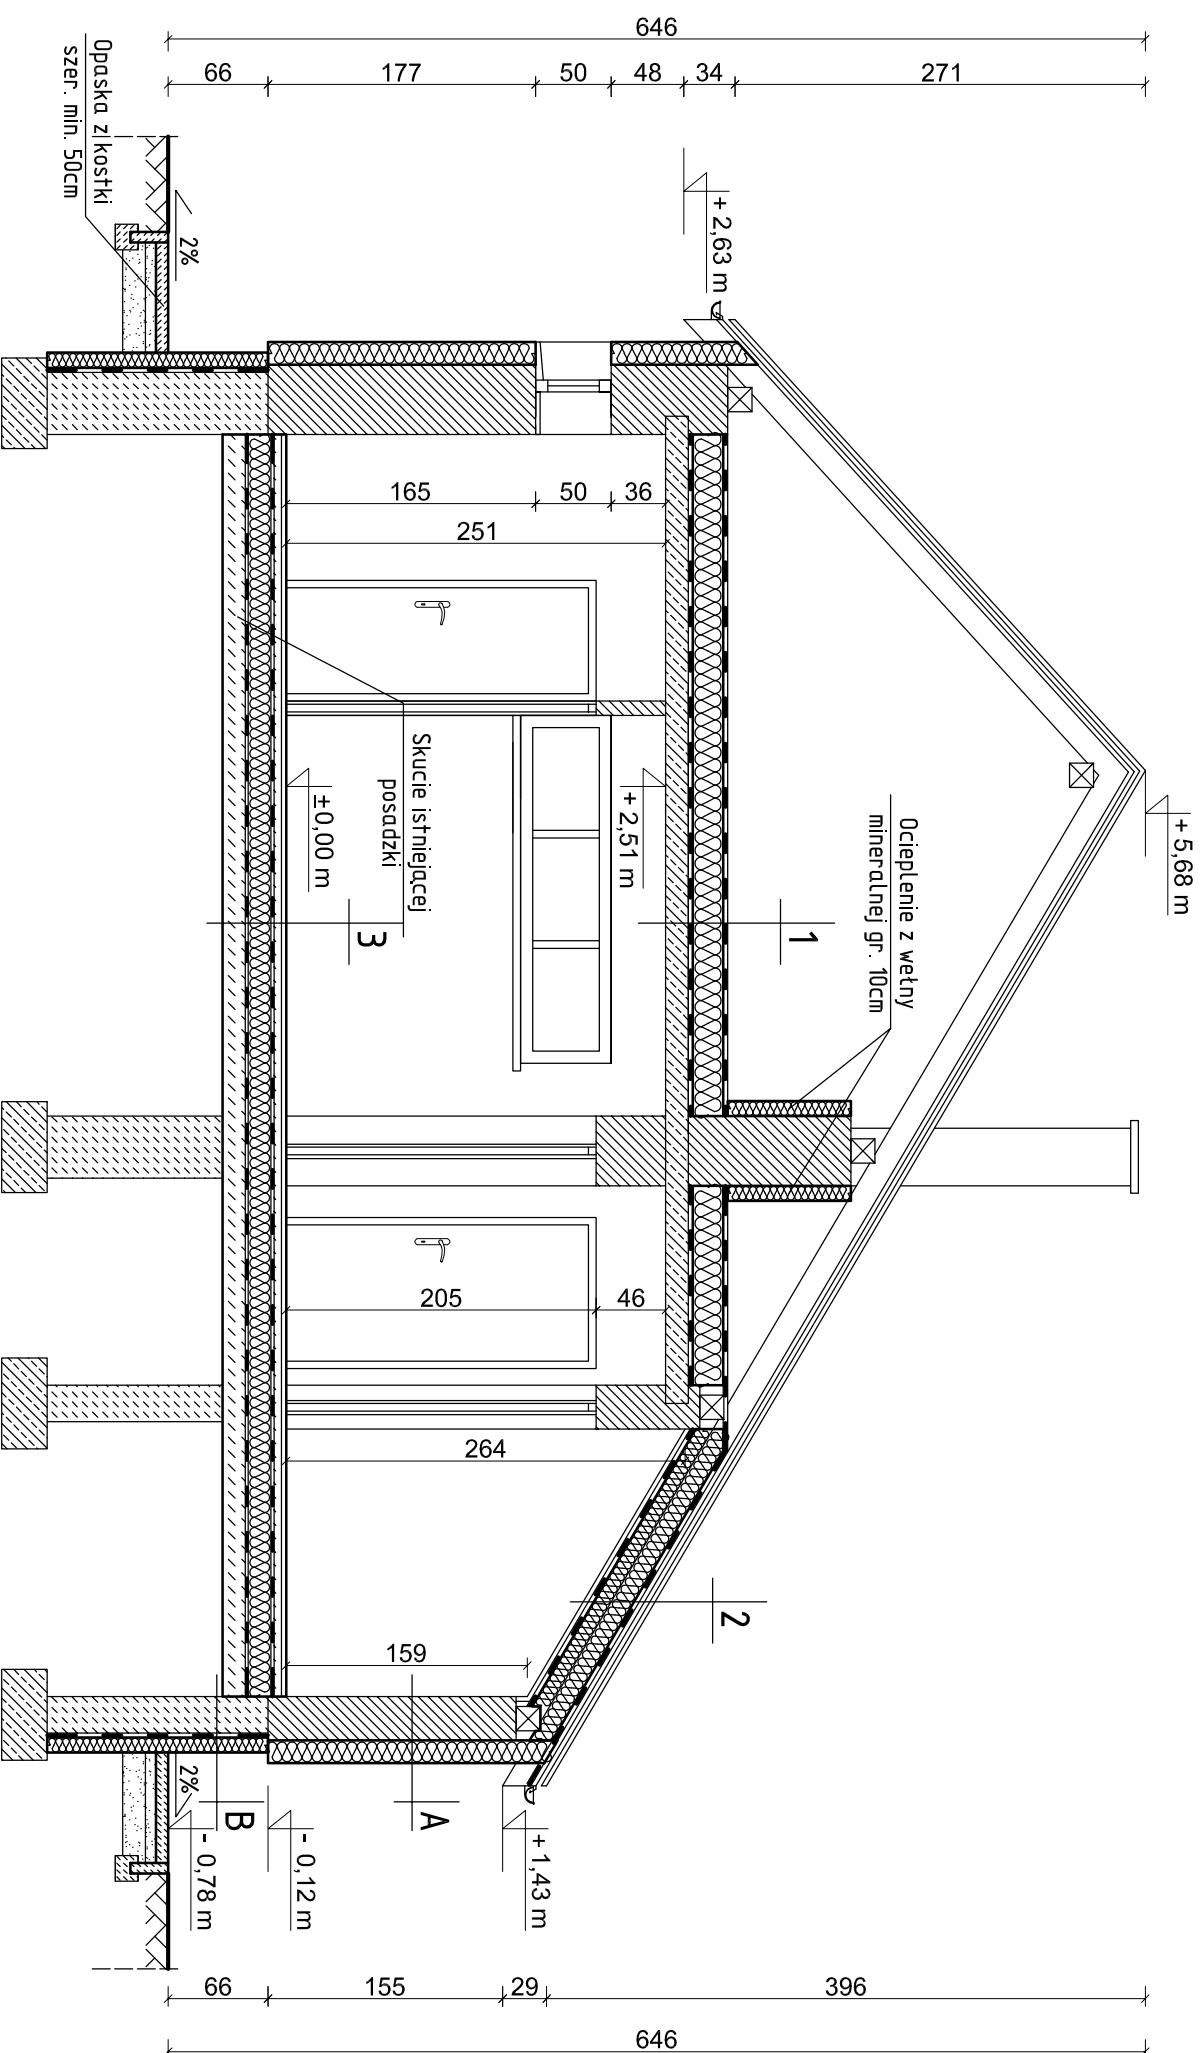 646
66
177
50
48
34
271
Opaska z kostki
szer. min. 50cm
2%
+ 2,63 m
165
50
36
251
Skucie istniejącej
posadzki
±0,00 m
+ 2,51 m
+ 5,68 m
Ocieplenie z wełny
mineralnej gr. 10cm
3
1
205
46
264
2
159
2%
B
A
- 0,78 m
- 0,12 m
+ 1,43 m
66
155
29
396
646